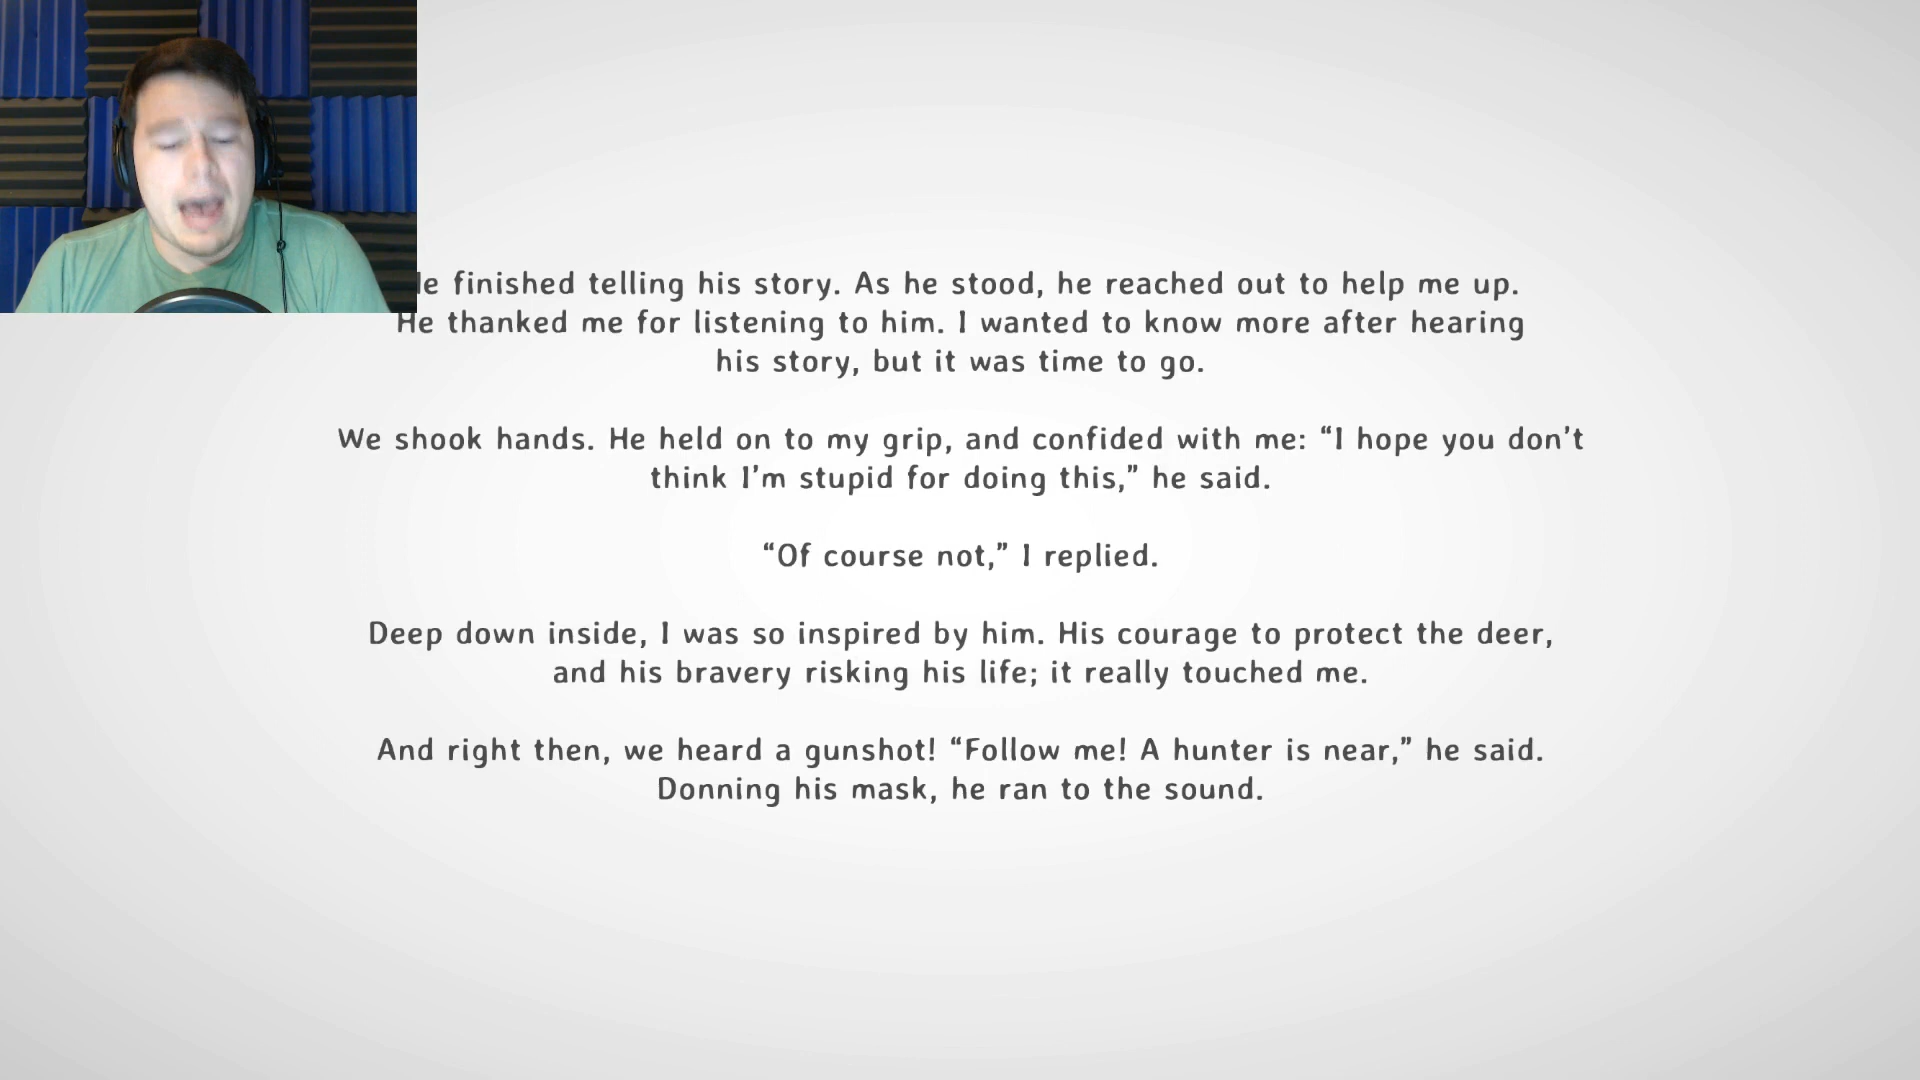 finished telling his story. As he stood, he reached out to help me up.
He thanked me for listening to him. I wanted to know more after hearing
his story, but it was time to go.
We shook hands. He held on to my grip, and confided with me: “I hope you don’t
think I’m stupid for doing this,” he said.
“Of course not,” I replied.
Deep down inside, I was so inspired by him. His courage to protect the deer,
and his bravery risking his life; it really touched me.
And right then, we heard a gunshot! “Follow me! A hunter is near,” he said.
Donning his mask, he ran to the sound.